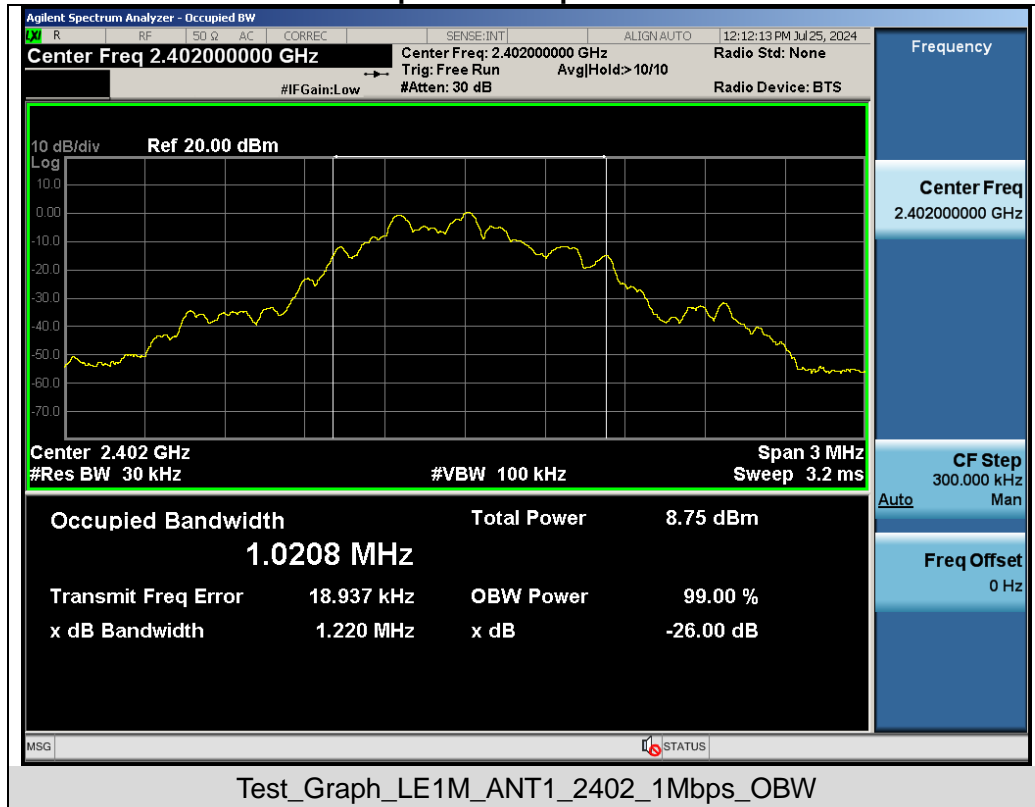 Agilent Spectrum Analyzer - Occupied BW
LXI R RF 50 Ω AC CORREC SENSE:INT ALIGN AUTO 12:12:13 PM Jul 25, 2024
Center Freq 2.402000000 GHz
Center Freq: 2.402000000 GHz Radio Std: None
Trig: Free Run Avg|Hold:>10/10
#IFGain:Low #Atten: 30 dB Radio Device: BTS
Frequency
10 dB/div Ref 20.00 dBm
Log
10.0
0.00
-10.0
-20.0
-30.0
-40.0
-50.0
-60.0
-70.0
Center 2.402 GHz Span 3 MHz
#Res BW 30 kHz #VBW 100 kHz Sweep 3.2 ms
Center Freq
2.402000000 GHz
CF Step
300.000 kHz
Auto Man
Freq Offset
0 Hz
Occupied Bandwidth Total Power 8.75 dBm
1.0208 MHz
Transmit Freq Error 18.937 kHz OBW Power 99.00 %
x dB Bandwidth 1.220 MHz x dB -26.00 dB
MSG STATUS
Test_Graph_LE1M_ANT1_2402_1Mbps_OBW